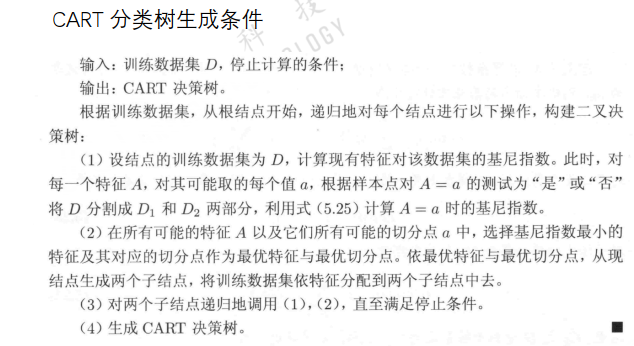 CART 分类树生成条件
科 技
OLOGY
输入：训练数据集 D，停止计算的条件；
输出：CART 决策树。
根据训练数据集，从根结点开始，递归地对每个结点进行以下操作，构建二叉决
策树：
（1）设结点的训练数据集为 D，计算现有特征对该数据集的基尼指数。此时，对
每一个特征 A，对其可能取的每个值 a，根据样本点对 A = a 的测试为“是”或“否”
将 D 分割成 D₁ 和 D₂ 两部分，利用式 (5.25) 计算 A = a 时的基尼指数。
（2）在所有可能的特征 A 以及它们所有可能的切分点 a 中，选择基尼指数最小的
特征及其对应的切分点作为最优特征与最优切分点。依最优特征与最优切分点，从现
结点生成两个子结点，将训练数据集依特征分配到两个子结点中去。
（3）对两个子结点递归地调用（1），（2），直至满足停止条件。
（4）生成 CART 决策树。